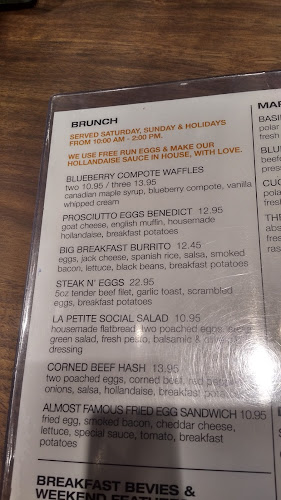 BRUNCH
SERVED SATURDAY, SUNDAY & HOLIDAYS
FROM 10:00 AM - 2:00 PM.
WE USE FREE RUN EGGS & MAKE OUR
HOLLANDAISE SAUCE IN HOUSE, WITH LOVE.
BLUEBERRY COMPOTE WAFFLES
two 10.95 / three 13.95
canadian maple syrup, blueberry compote, vanilla
whipped cream
PROSCIUTTO EGGS BENEDICT 12.95
goat cheese, english muffin, housemade
hollandaise, breakfast potatoes
BIG BREAKFAST BURRITO 12.45
eggs, jack cheese, spanish rice, salsa, smoked
bacon, lettuce, black beans, breakfast potatoes
STEAK N' EGGS 22.95
5oz tender beef filet, garlic toast, scrambled
eggs, breakfast potatoes
LA PETITE SOCIAL SALAD 10.95
housemade flatbread, two poached eggs,
green salad, fresh pesto, balsamic &
dressing
CORNED BEEF HASH 13.95
two poached eggs, corned beef, red
onions, salsa, hollandaise, breakfast potatoes
ALMOST FAMOUS FRIED EGG SANDWICH 10.95
fried egg, smoked bacon, cheddar cheese,
lettuce, special sauce, tomato, breakfast
potatoes
BREAKFAST BEVIES &
WEEKEND